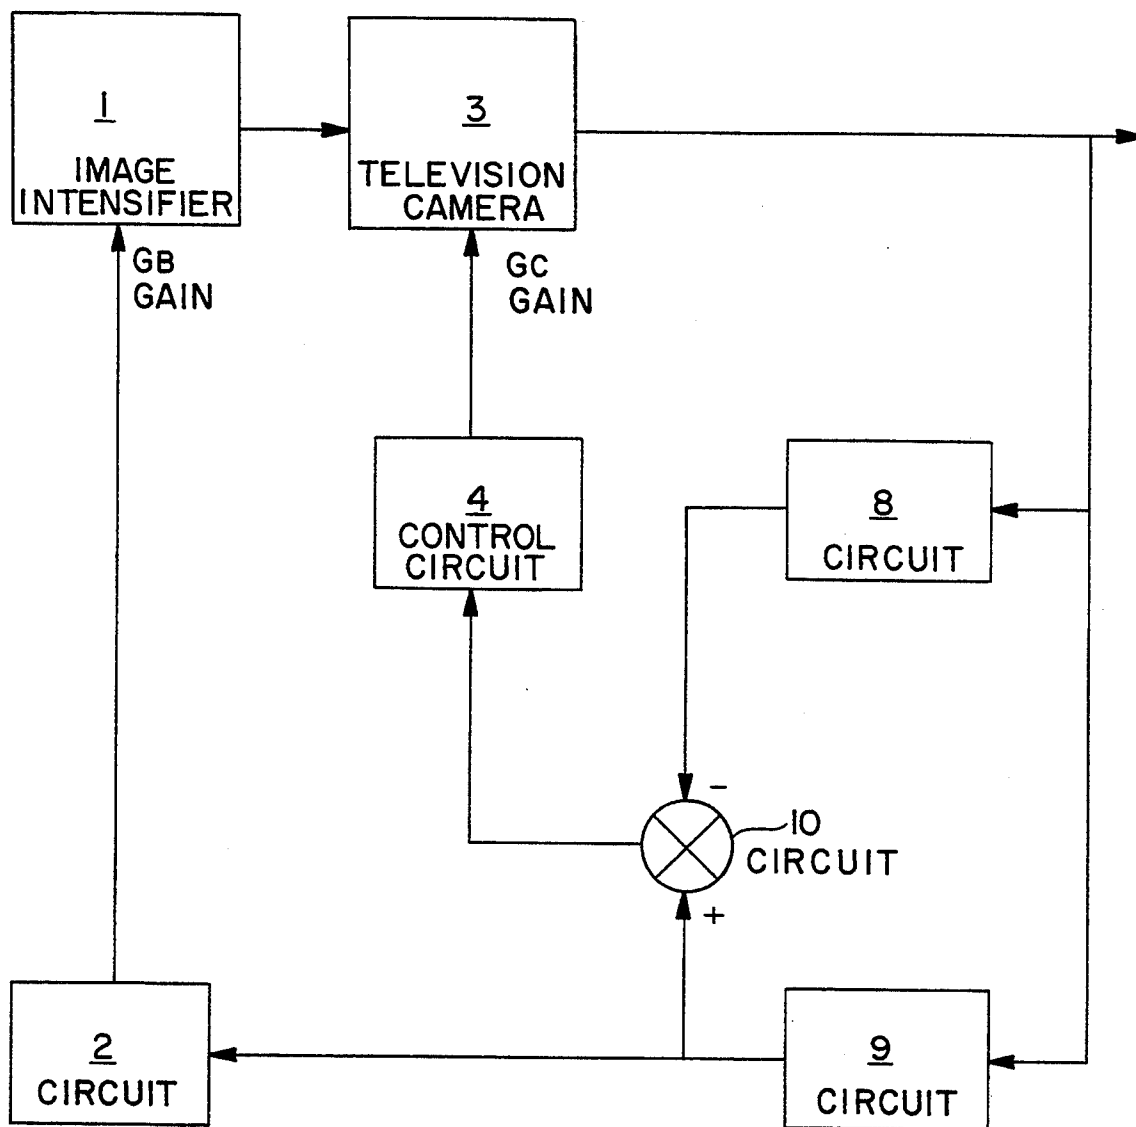 1
IMAGE
INTENSIFIER
3
TELEVISION
CAMERA
GB
GAIN
GC
GAIN
4
CONTROL
CIRCUIT
8
CIRCUIT
-
10
CIRCUIT
+
2
CIRCUIT
9
CIRCUIT